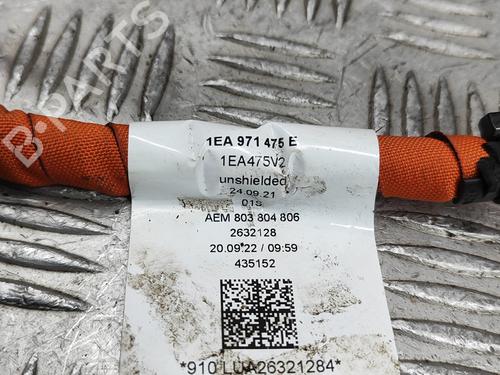 B-PARTS
1EA 971 475 E
1EA475V2
unshielded
24.09.21
01S
AEM 803 804 806
2632128
20.09.22 / 09:59
435152
*910 LUA26321284*